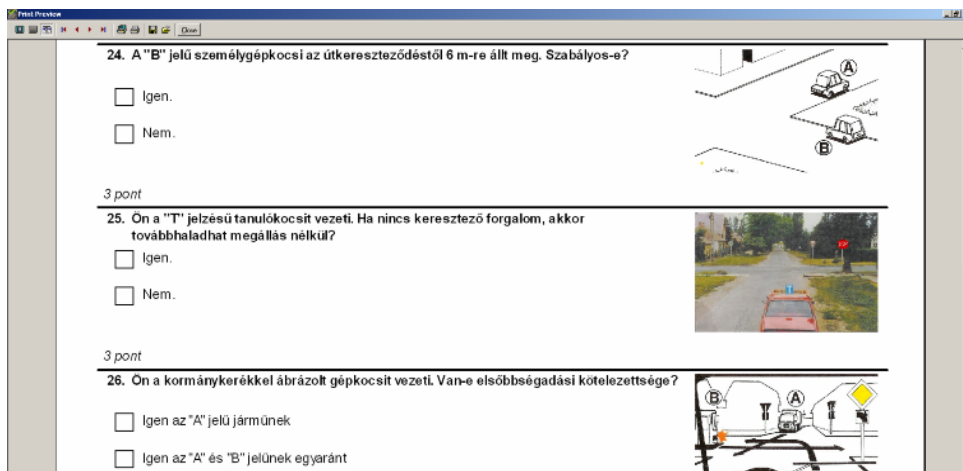 Print Preview
Close
24. A "B" jelű személygépkocsi az útkereszteződéstől 6 m-re állt meg. Szabályos-e?
Igen.
Nem.
A
B
3 pont
25. Ön a "T" jelzésű tanulókocsit vezeti. Ha nincs keresztező forgalom, akkor
továbbhaladhat megállás nélkül?
Igen.
Nem.
T
3 pont
26. Ön a kormánykerékkel ábrázolt gépkocsit vezeti. Van-e elsőbbségadási kötelezettsége?
Igen az "A" jelű járműnek
Igen az "A" és "B" jelűnek egyaránt
B
A